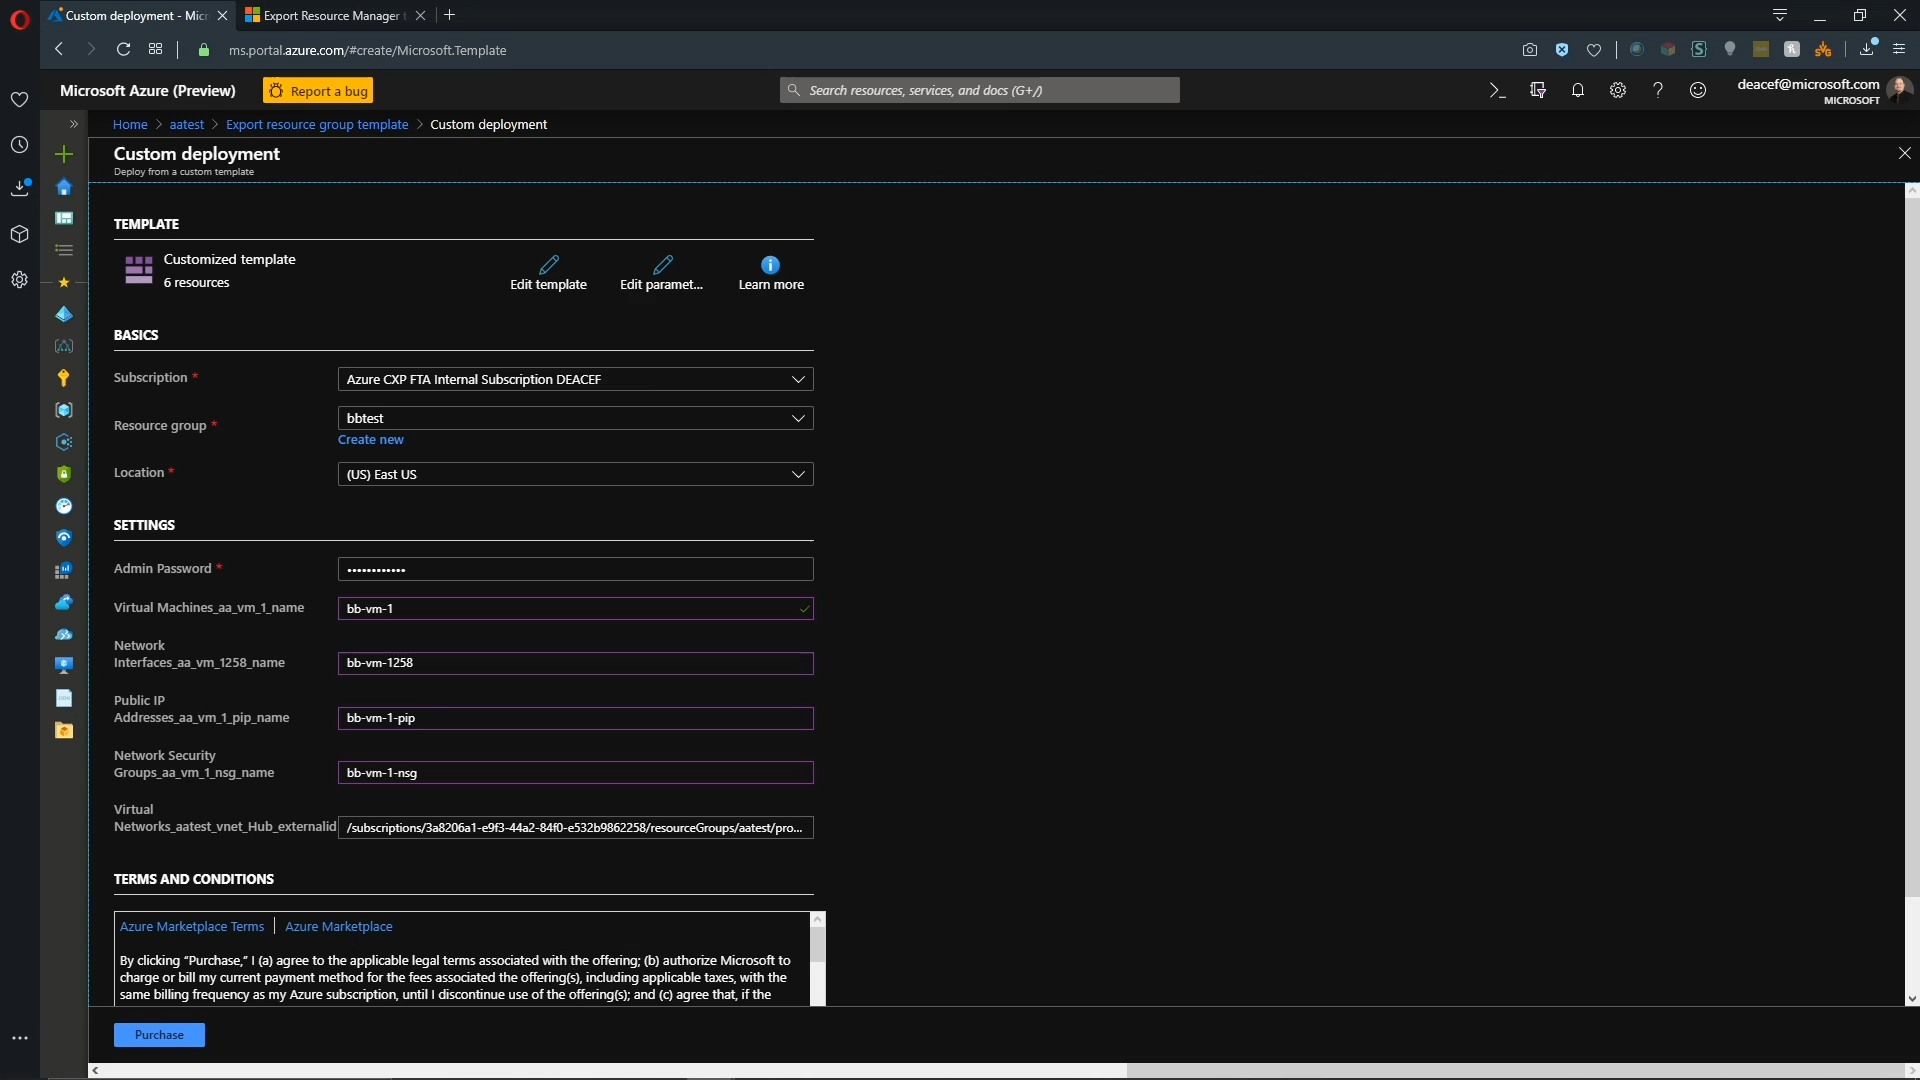 Custom deployment - Micr
Export Resource Manager t
ms.portal.azure.com/#create/Microsoft.Template
Microsoft Azure (Preview)
Report a bug
Search resources, services, and docs (G+/)
deacef@microsoft.com
MICROSOFT
Home > aatest > Export resource group template > Custom deployment
Custom deployment
Deploy from a custom template
TEMPLATE
Customized template
6 resources
Edit template
Edit paramet...
Learn more
BASICS
Subscription *
Azure CXP FTA Internal Subscription DEACEF
Resource group *
bbtest
Create new
Location *
(US) East US
SETTINGS
Admin Password *
••••••••••••
Virtual Machines_aa_vm_1_name
bb-vm-1
Network
Interfaces_aa_vm_1258_name
bb-vm-1258
Public IP
Addresses_aa_vm_1_pip_name
bb-vm-1-pip
Network Security
Groups_aa_vm_1_nsg_name
bb-vm-1-nsg
Virtual
Networks_aatest_vnet_Hub_externalid
/subscriptions/3a8206a1-e9f3-44a2-84f0-e532b9862258/resourceGroups/aatest/pro...
TERMS AND CONDITIONS
Azure Marketplace Terms | Azure Marketplace
By clicking "Purchase," I (a) agree to the applicable legal terms associated with the offering; (b) authorize Microsoft to
charge or bill my current payment method for the fees associated the offering(s), including applicable taxes, with the
same billing frequency as my Azure subscription, until I discontinue use of the offering(s); and (c) agree that, if the
Purchase